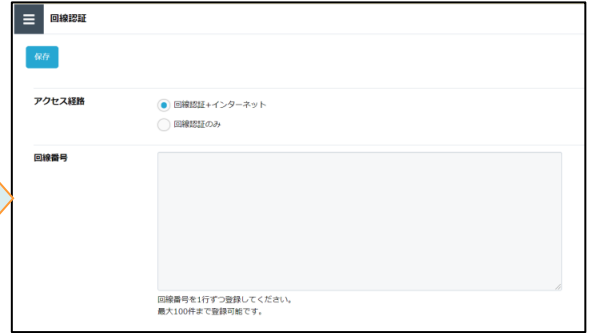 回線認証
保存
アクセス経路
回線認証+インターネット
回線認証のみ
回線番号
回線番号を1行ずつ登録してください。
最大100件まで登録可能です。